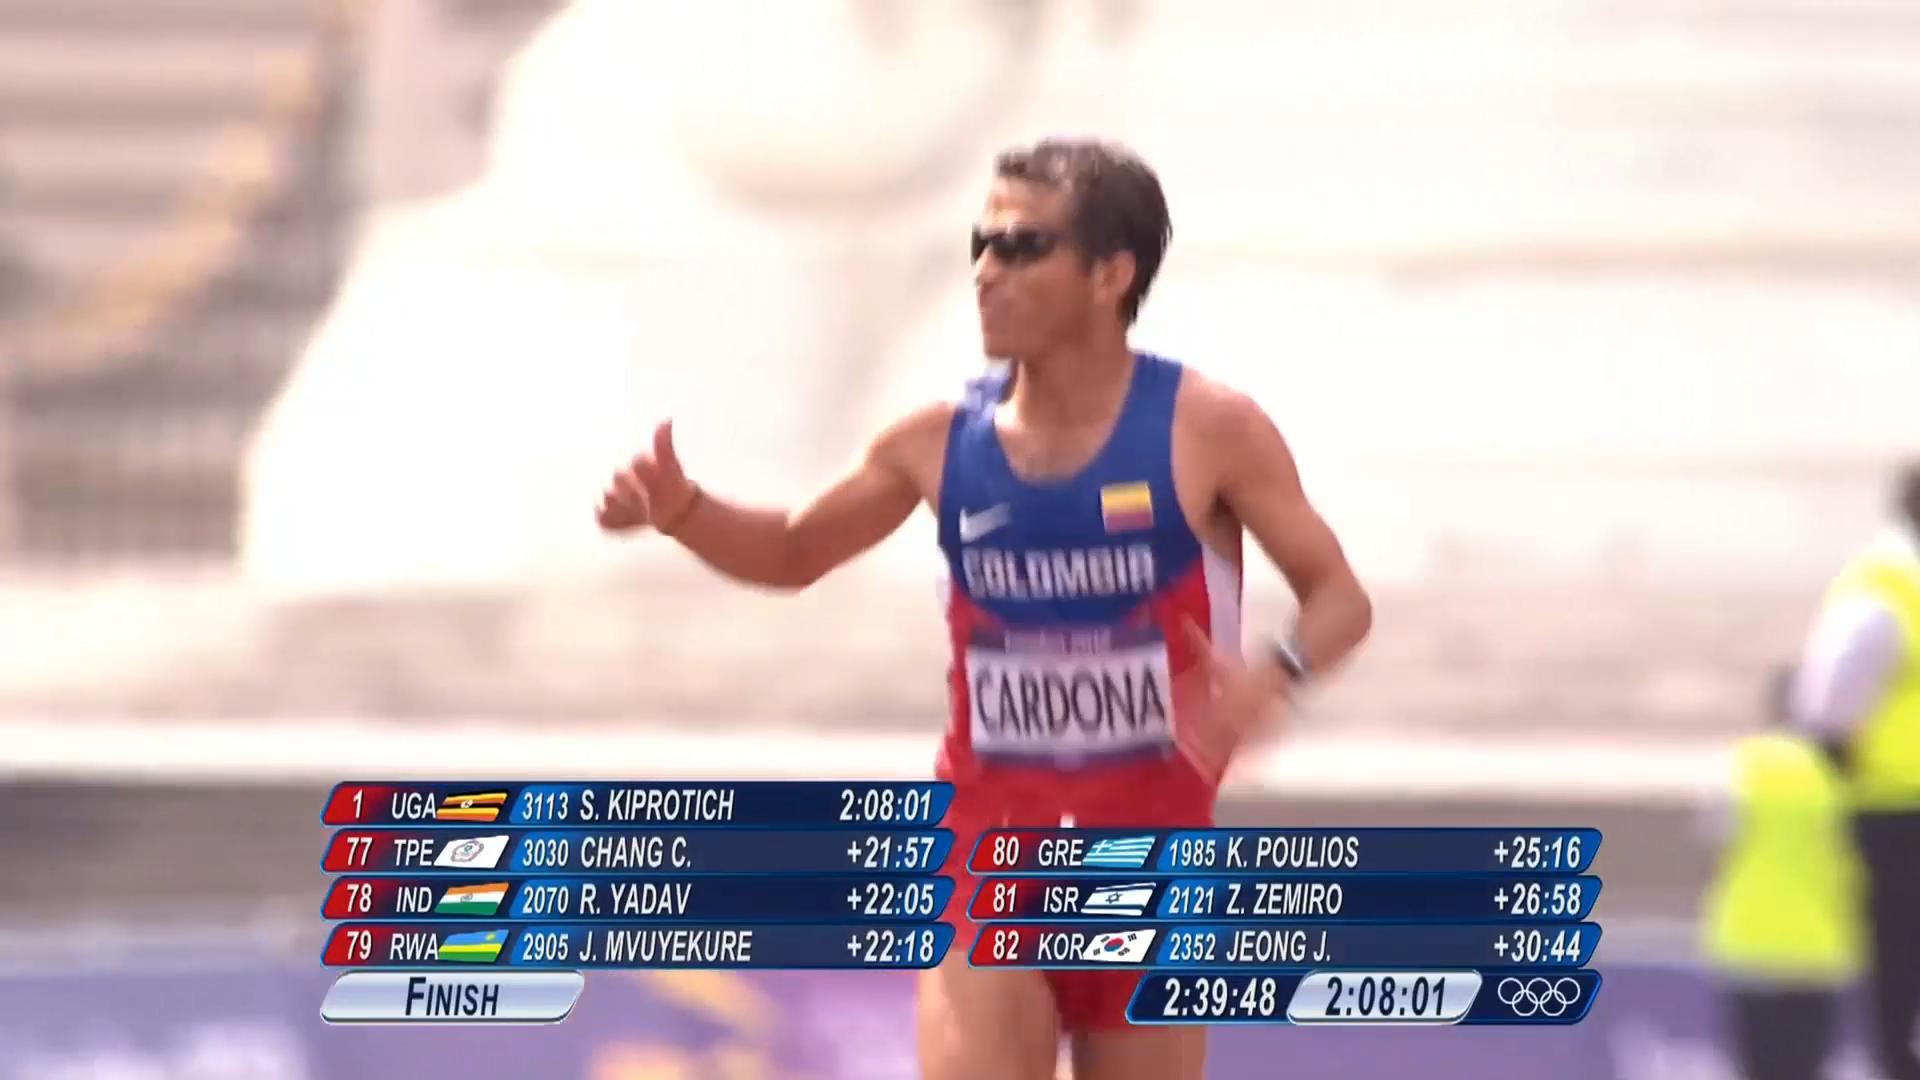 COLOMBIA
CARDONA
1 UGA 3113 S. KIPROTICH 2:08:01
77 TPE 3030 CHANG C. +21:57
78 IND 2070 R. YADAV +22:05
79 RWA 2905 J. MVUYEKURE +22:18
80 GRE 1985 K. POULIOS +25:16
81 ISR 2121 Z. ZEMIRO +26:58
82 KOR 2352 JEONG J. +30:44
FINISH
2:39:48 2:08:01